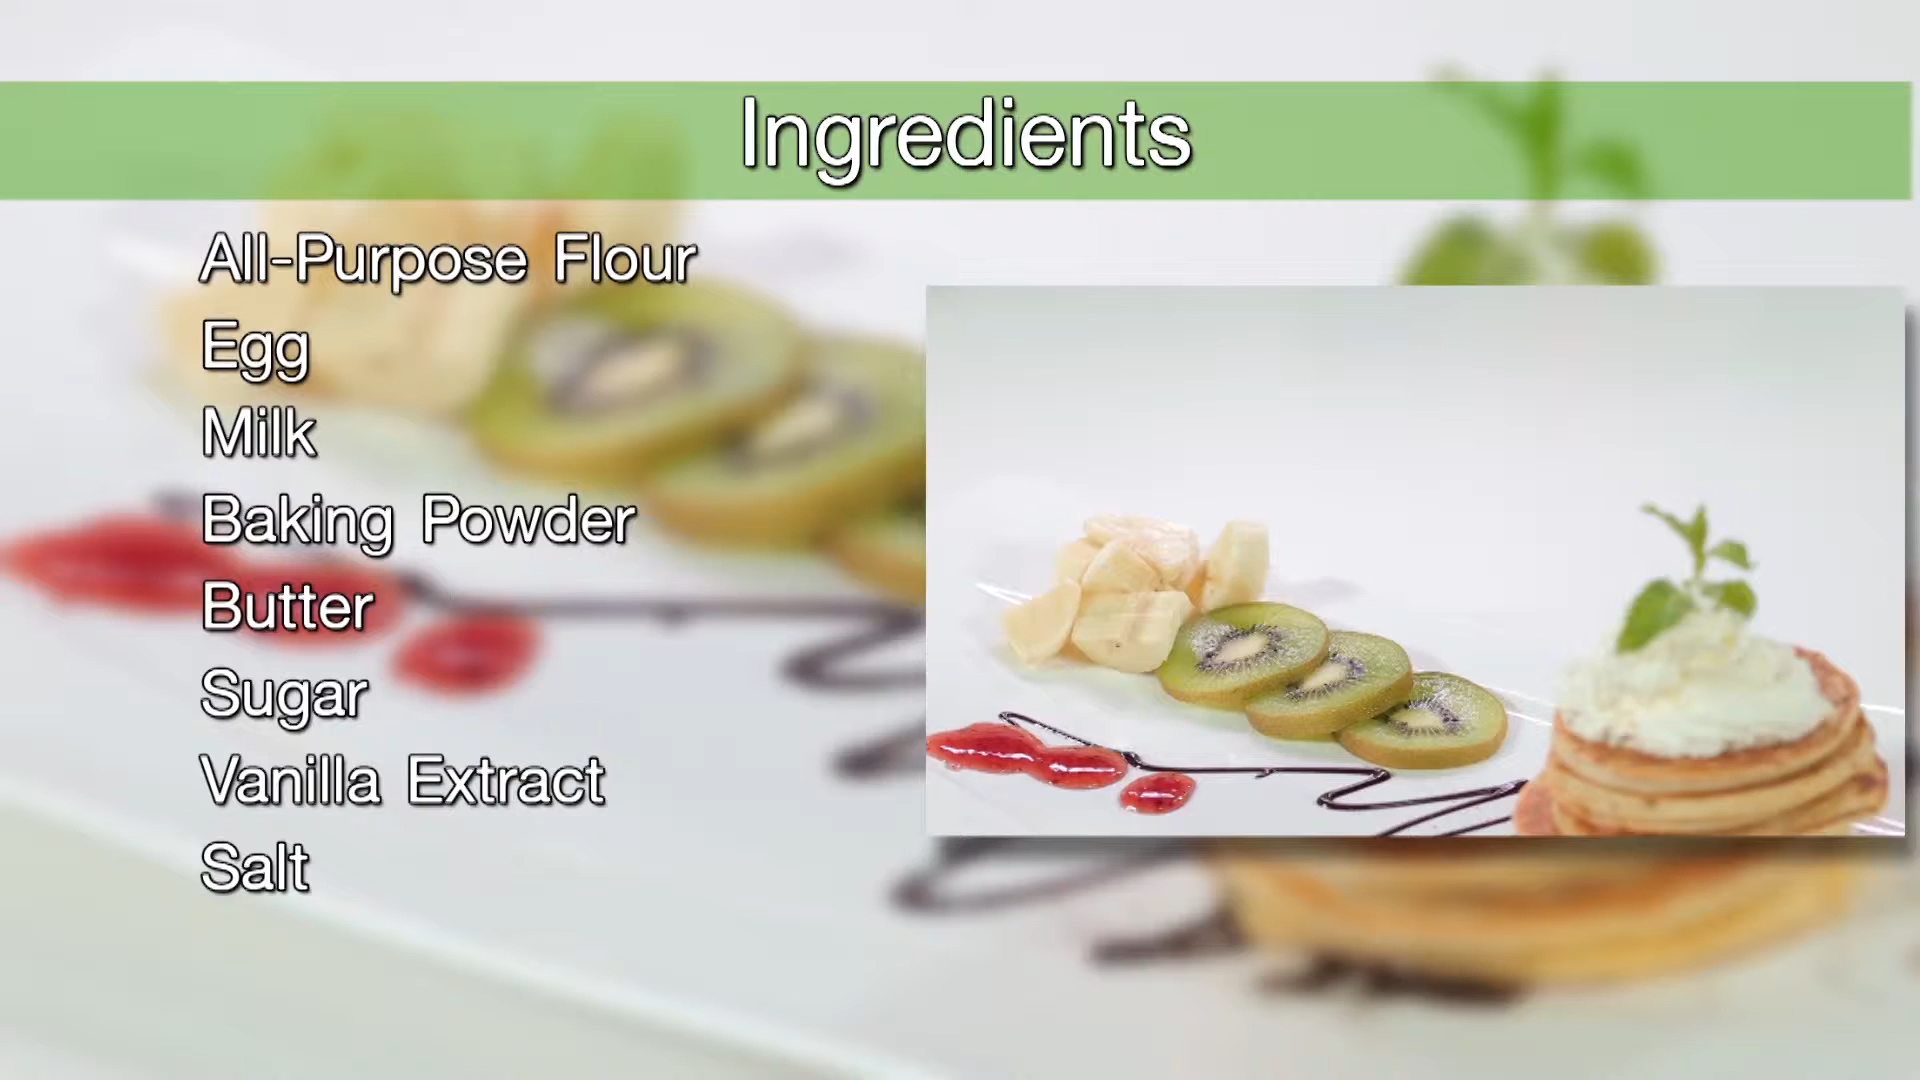 Ingredients
All-Purpose Flour
Egg
Milk
Baking Powder
Butter
Sugar
Vanilla Extract
Salt